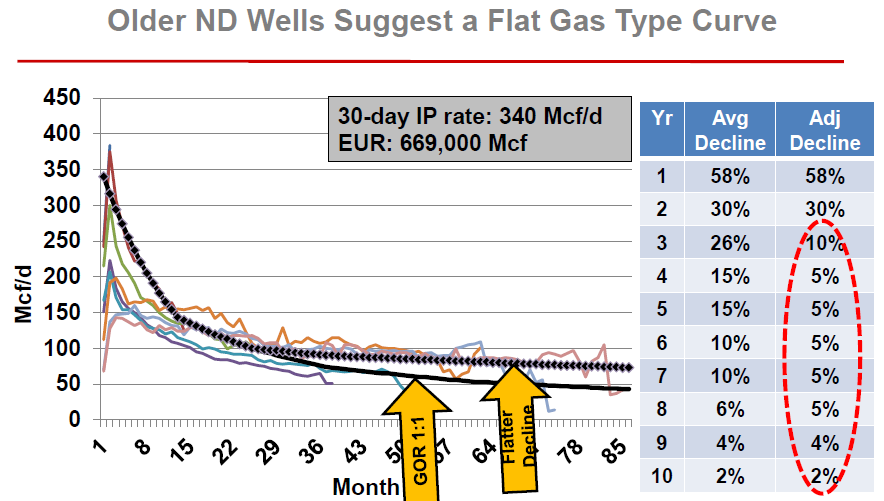 Older ND Wells Suggest a Flat Gas Type Curve
450
400
350
300
250
200
150
100
50
0
Mcf/d
30-day IP rate: 340 Mcf/d
EUR: 669,000 Mcf
1
8
15
22
29
36
43
57
64
78
85
Month
GOR 1:1
Flatter
Decline
Yr Avg Decline Adj Decline
1 58% 58%
2 30% 30%
3 26% 10%
4 15% 5%
5 15% 5%
6 10% 5%
7 10% 5%
8 6% 5%
9 4% 4%
10 2% 2%